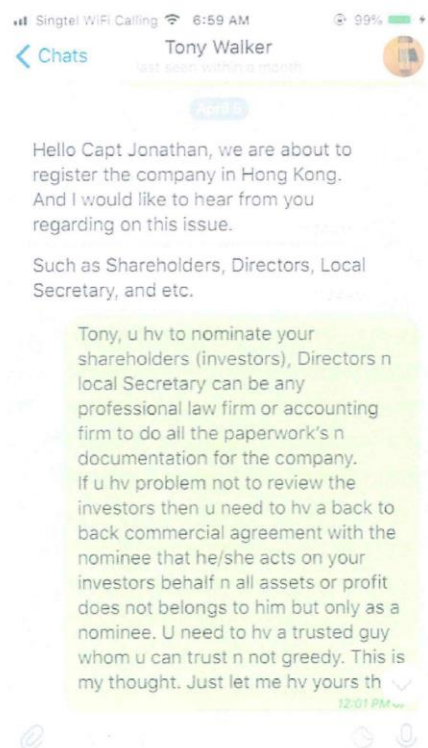 Singtel WiFi Calling 6:59 AM 99%
Chats
Tony Walker
last seen within a month
April 5
Hello Capt Jonathan, we are about to
register the company in Hong Kong.
And I would like to hear from you
regarding on this issue.
Such as Shareholders, Directors, Local
Secretary, and etc.
Tony, u hv to nominate your
shareholders (investors), Directors n
local Secretary can be any
professional law firm or accounting
firm to do all the paperwork's n
documentation for the company.
If u hv problem not to review the
investors then u need to hv a back to
back commercial agreement with the
nominee that he/she acts on your
investors behalf n all assets or profit
does not belongs to him but only as a
nominee. U need to hv a trusted guy
whom u can trust n not greedy. This is
my thought. Just let me hv yours th
12:01 PM